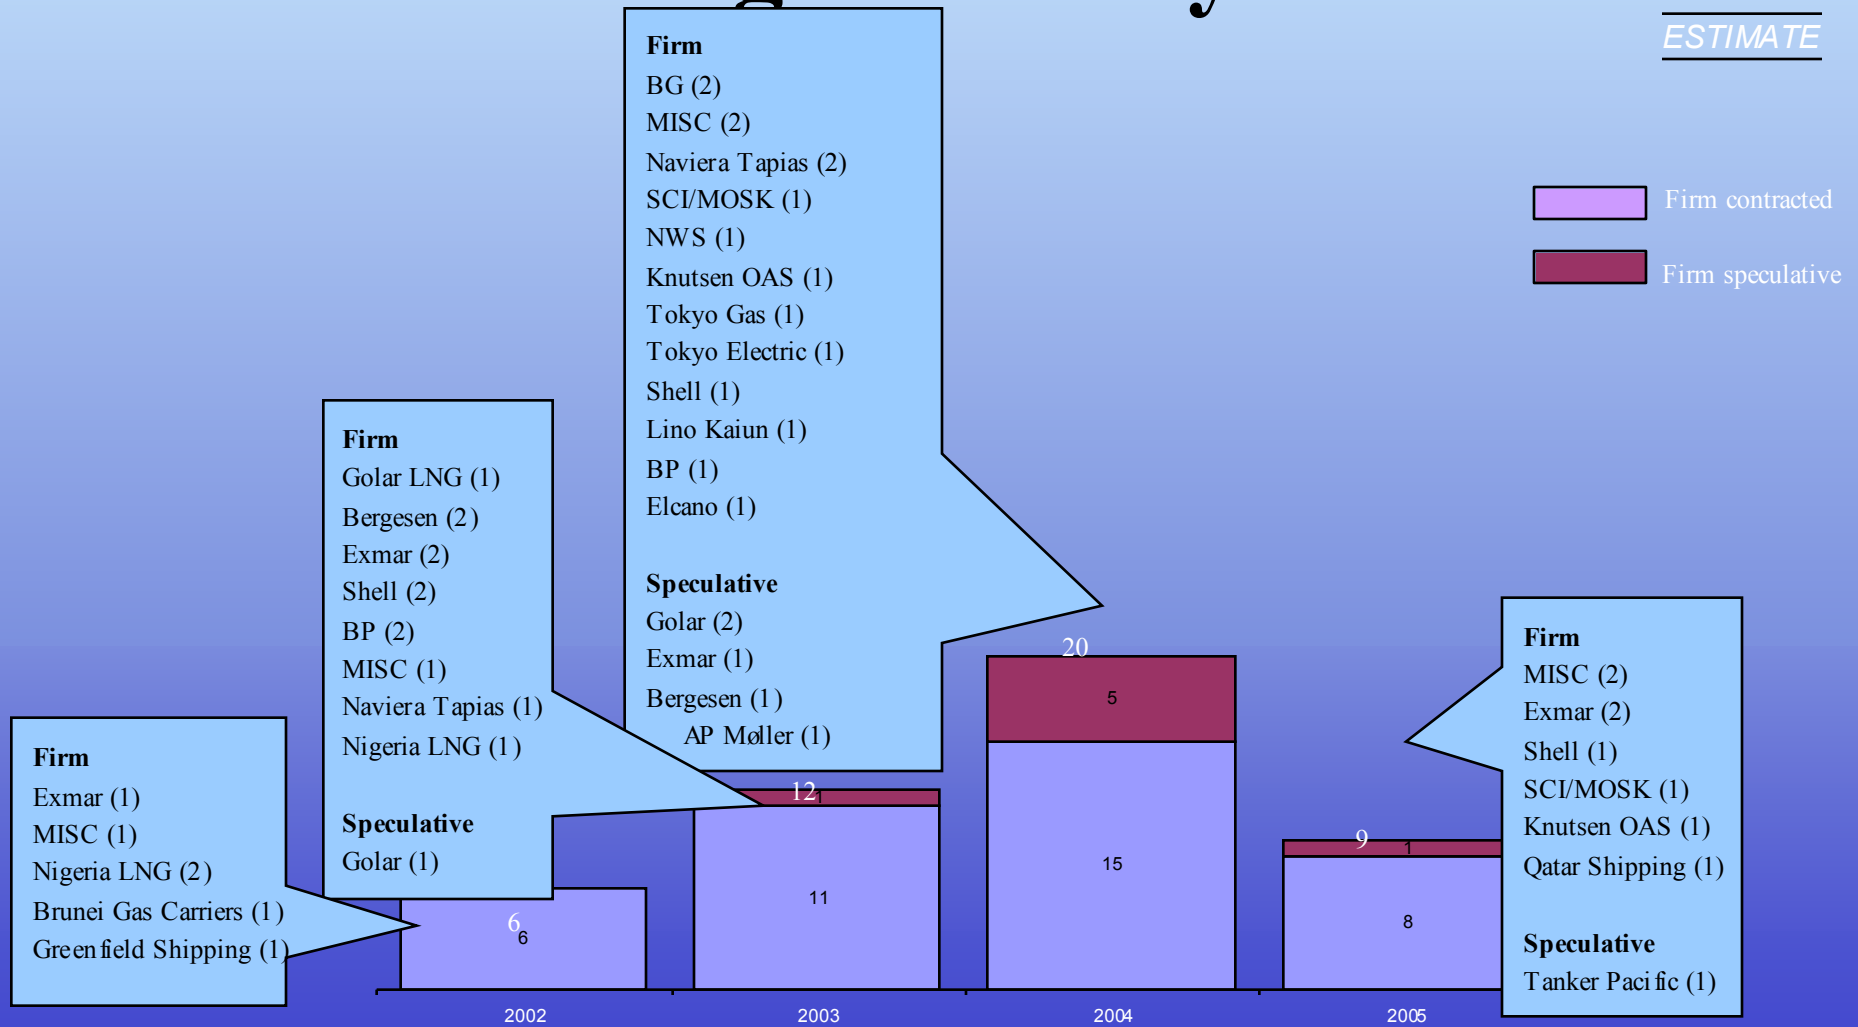 ESTIMATE
Firm contracted
Firm speculative
Firm
BG (2)
MISC (2)
Naviera Tapias (2)
SCI/MOSK (1)
NWS (1)
Knutsen OAS (1)
Tokyo Gas (1)
Tokyo Electric (1)
Shell (1)
Lino Kaiun (1)
BP (1)
Elcano (1)
Speculative
Golar (2)
Exmar (1)
Bergesen (1)
AP Møller (1)
Firm
Golar LNG (1)
Bergesen (2)
Exmar (2)
Shell (2)
BP (2)
MISC (1)
Naviera Tapias (1)
Nigeria LNG (1)
Speculative
Golar (1)
Firm
Exmar (1)
MISC (1)
Nigeria LNG (2)
Brunei Gas Carriers (1)
Greenfield Shipping (1)
Firm
MISC (2)
Exmar (2)
Shell (1)
SCI/MOSK (1)
Knutsen OAS (1)
Qatar Shipping (1)
Speculative
Tanker Pacific (1)
6
6
12
1
11
20
5
15
9
1
8
2002
2003
2004
2005